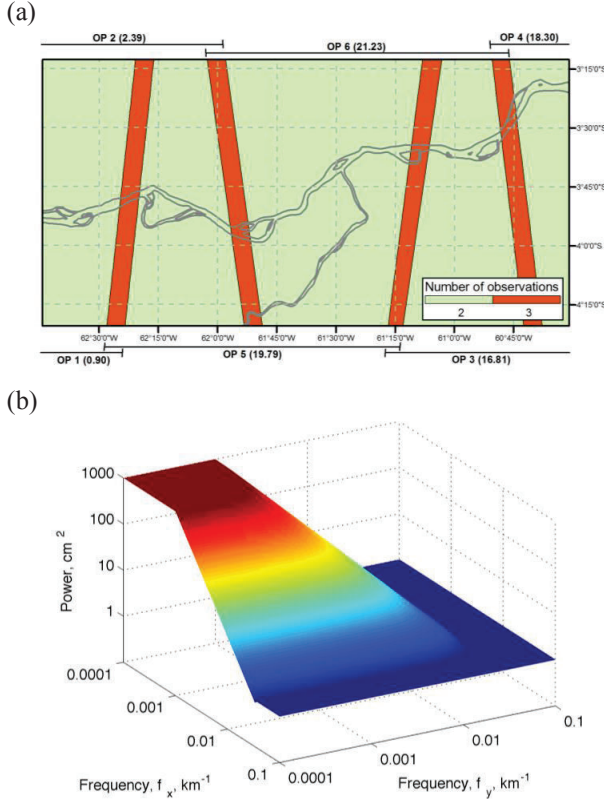 (a)
OP 2 (2.39)
OP 6 (21.23)
OP 4 (18.30)
3°15'0"S
3°30'0"S
3°45'0"S
4°0'0"S
4°15'0"S
Number of observations
2 3
62°30'0"W 62°15'0"W 62°0'0"W 61°45'0"W 61°30'0"W 61°15'0"W 61°0'0"W 60°45'0"W
OP 1 (0.90)
OP 5 (19.79)
OP 3 (16.81)
(b)
1000
100
10
1
Power, cm²
0.0001
0.001
0.01
0.1
Frequency, f x, km⁻¹
0.0001
0.001
0.01
0.1
Frequency, f y, km⁻¹